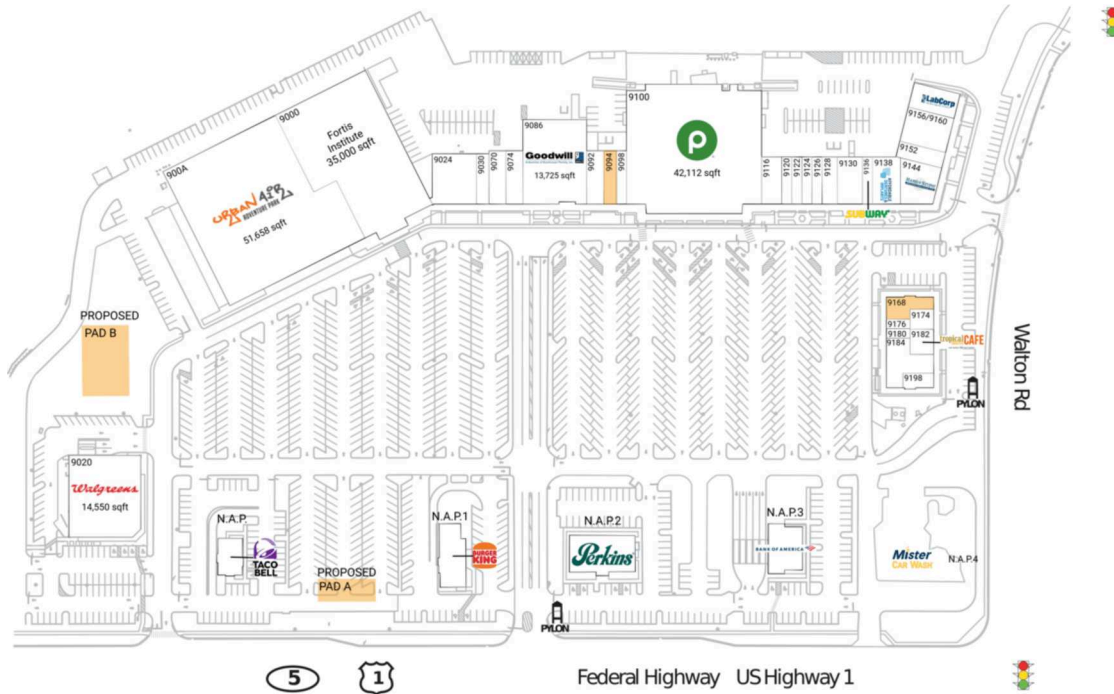 9000
Fortis
Institute
35,000 sqft
900A
URBAN AIR
ADVENTURE PARK
51,658 sqft
9024
9030
9070
9074
9086
Goodwill
13,725 sqft
9092
9094
9098
9100
P
42,112 sqft
9116
9120
9122
9124
9126
9128
9130
9136
SUBWAY
9138
LabCorp
9156/9160
9152
9144
PROPOSED
PAD B
9168
9174
9176
9180
9182
9184
9198
Tropical CAFE
PYLON
Walton Rd
9020
Walgreens
14,550 sqft
N.A.P.
TACO
BELL
PROPOSED
PAD A
N.A.P.1
BURGER
KING
N.A.P.2
Perkins
N.A.P.3
BANK OF AMERICA
Mister
CAR WASH
N.A.P.4
PYLON
5
1
Federal Highway US Highway 1